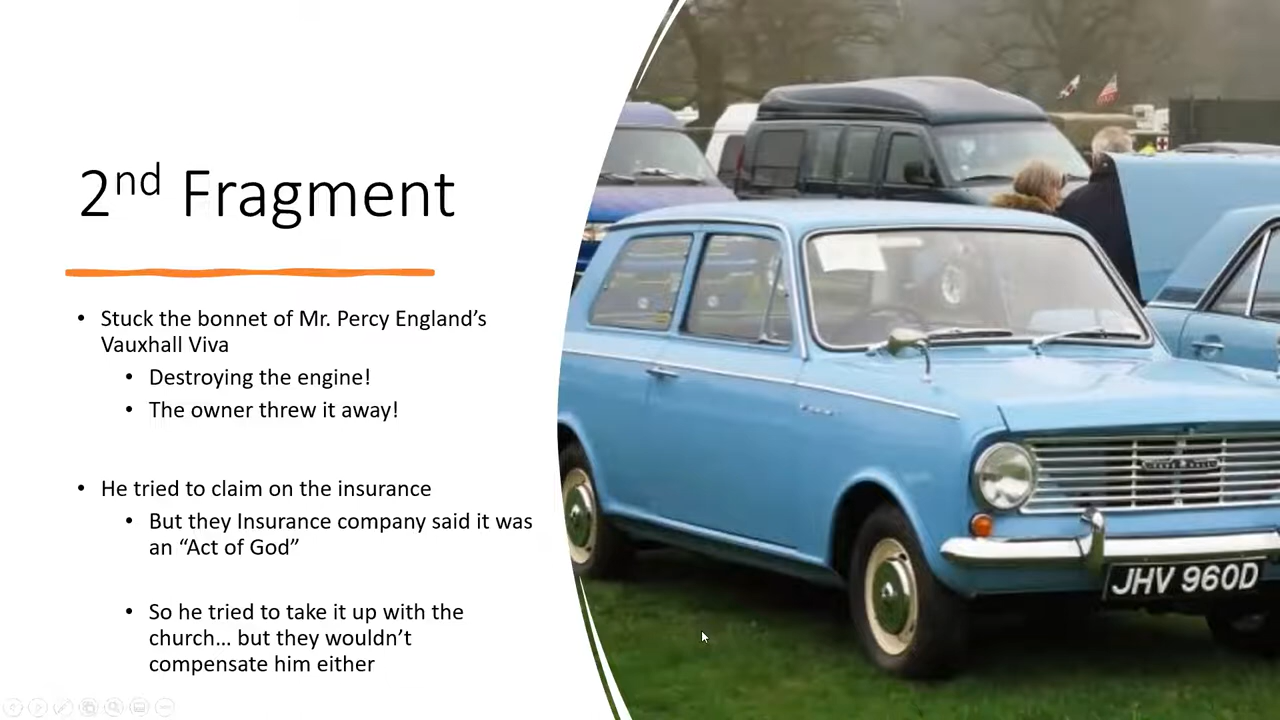 2nd Fragment
• Stuck the bonnet of Mr. Percy England’s
Vauxhall Viva
• Destroying the engine!
• The owner threw it away!
• He tried to claim on the insurance
• But they Insurance company said it was
an “Act of God”
• So he tried to take it up with the
church… but they wouldn’t
compensate him either
JHV 960D